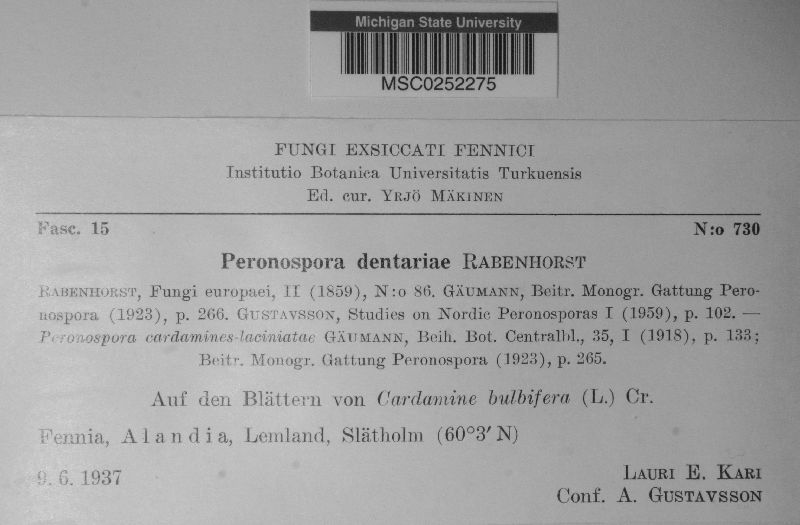 Michigan State University
MSC0252275
FUNGI EXSICCATI FENNICI
Institutio Botanica Universitatis Turkuensis
Ed. cur. YRJÖ MÄKINEN
Fasc. 15 N:o 730
Peronospora dentariae RABENHORST
RABENHORST, Fungi europaei, II (1859), N:o 86. GÄUMANN, Beitr. Monogr. Gattung Pero-
nospora (1923), p. 266. GUSTAVSSON, Studies on Nordic Peronosporas I (1959), p. 102. —
Peronospora cardamines-laciniatae GÄUMANN, Beih. Bot. Centralbl., 35, I (1918), p. 133;
Beitr. Monogr. Gattung Peronospora (1923), p. 265.
Auf den Blättern von Cardamine bulbifera (L.) Cr.
Fennia, Alandia, Lemland, Slätholm (60°3′ N)
9. 6. 1937 LAURI E. KARI
Conf. A. GUSTAVSSON